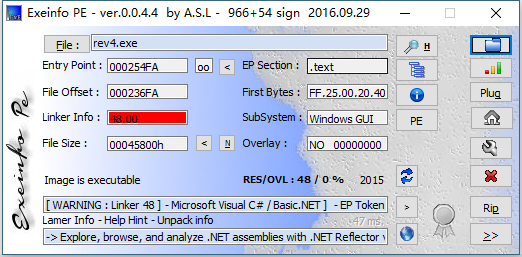 Exeinfo PE - ver.0.0.4.4 by A.S.L - 966+54 sign 2016.09.29
File : rev4.exe H
Entry Point : 000254FA oo < EP Section : .text
File Offset : 000236FA First Bytes : FF.25.00.20.40 Plug
Linker Info : 48.00 SubSystem : Windows GUI PE
File Size : 00045800h < N Overlay : NO 00000000
Image is executable RES/OVL : 48 / 0 % 2015
[ WARNING : Linker 48 ] - Microsoft Visual C# / Basic.NET ] - EP Token > Rip
Lamer Info - Help Hint - Unpack info 47 ms.
-> Explore, browse, and analyze .NET assemblies with .NET Reflector v >>
Exeinfo Pe